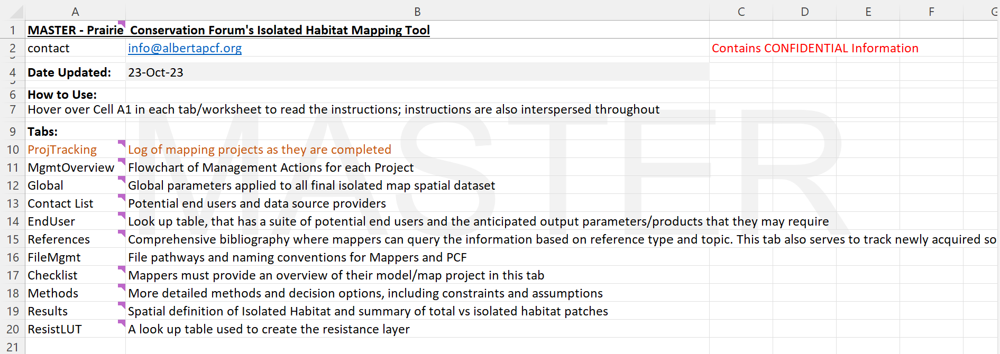 A B C D E F G
1 MASTER - Prairie Conservation Forum's Isolated Habitat Mapping Tool
2 contact info@albertapcf.org Contains CONFIDENTIAL Information
4 Date Updated: 23-Oct-23
6 How to Use:
7 Hover over Cell A1 in each tab/worksheet to read the instructions; instructions are also interspersed throughout
9 Tabs:
10 ProjTracking Log of mapping projects as they are completed
11 MgmtOverview Flowchart of Management Actions for each Project
12 Global Global parameters applied to all final isolated map spatial dataset
13 Contact List Potential end users and data source providers
14 EndUser Look up table, that has a suite of potential end users and the anticipated output parameters/products that they may require
15 References Comprehensive bibliography where mappers can query the information based on reference type and topic. This tab also serves to track newly acquired so
16 FileMgmt File pathways and naming conventions for Mappers and PCF
17 Checklist Mappers must provide an overview of their model/map project in this tab
18 Methods More detailed methods and decision options, including constraints and assumptions
19 Results Spatial definition of Isolated Habitat and summary of total vs isolated habitat patches
20 ResistLUT A look up table used to create the resistance layer
21
MASTER